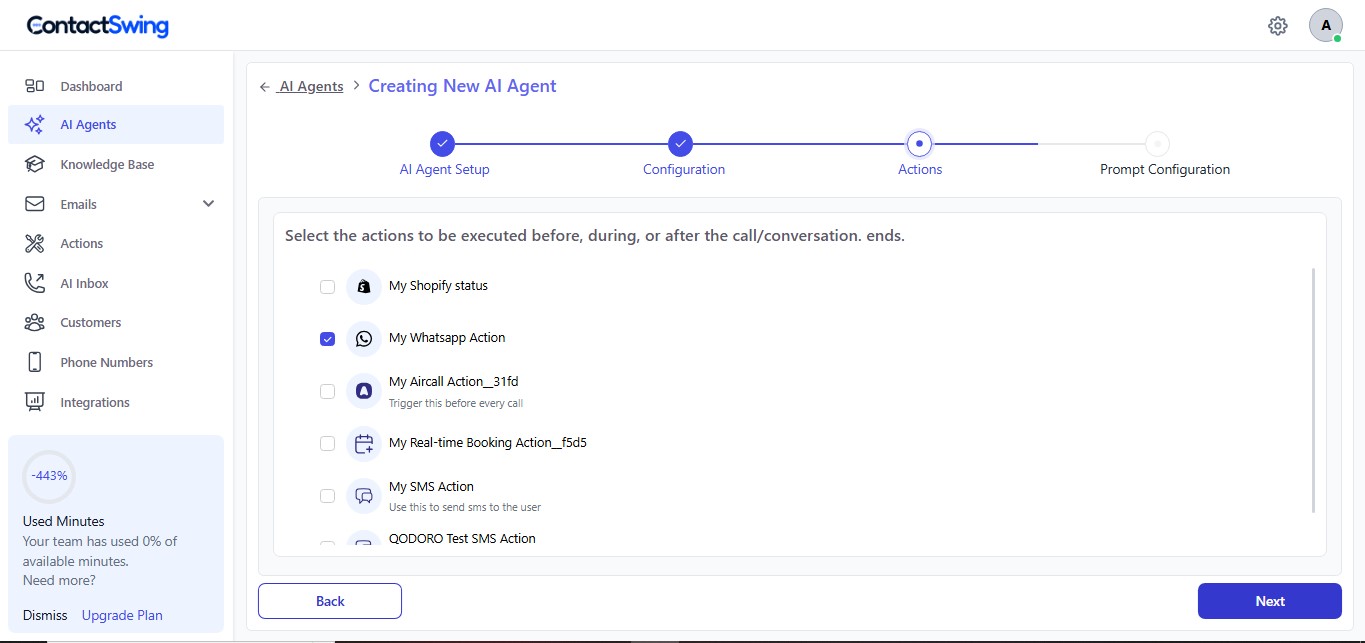 ContactSwing
A
Dashboard
AI Agents
Knowledge Base
Emails
Actions
AI Inbox
Customers
Phone Numbers
Integrations
-443%
Used Minutes
Your team has used 0% of
available minutes.
Need more?
Dismiss Upgrade Plan
AI Agents > Creating New AI Agent
AI Agent Setup
Configuration
Actions
Prompt Configuration
Select the actions to be executed before, during, or after the call/conversation. ends.
My Shopify status
My Whatsapp Action
My Aircall Action__31fd
Trigger this before every call
My Real-time Booking Action__f5d5
My SMS Action
Use this to send sms to the user
QODORO Test SMS Action
Back
Next